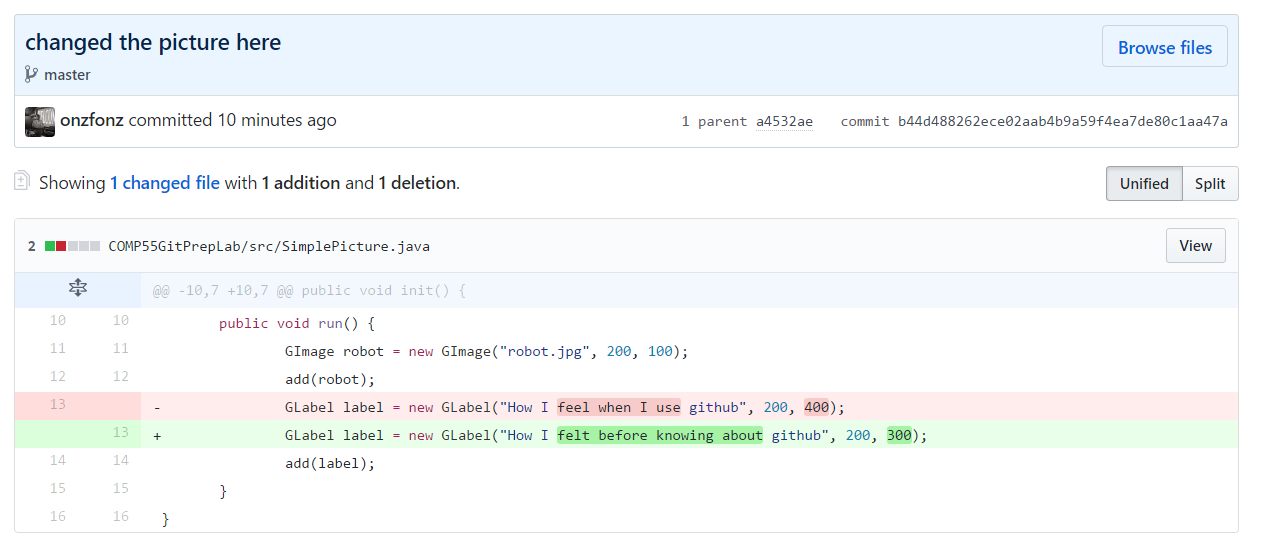 changed the picture here
Browse files
master
onzfonz committed 10 minutes ago
1 parent a4532ae commit b44d488262ece02aab4b9a59f4ea7de80c1aa47a
Showing 1 changed file with 1 addition and 1 deletion.
Unified Split
2 COMP55GitPrepLab/src/SimplePicture.java
View
@@ -10,7 +10,7 @@ public void init() {
10 10 public void run() {
11 11 GImage robot = new GImage("robot.jpg", 200, 100);
12 12 add(robot);
13 - GLabel label = new GLabel("How I feel when I use github", 200, 400);
13 + GLabel label = new GLabel("How I felt before knowing about github", 200, 300);
14 14 add(label);
15 15 }
16 16 }